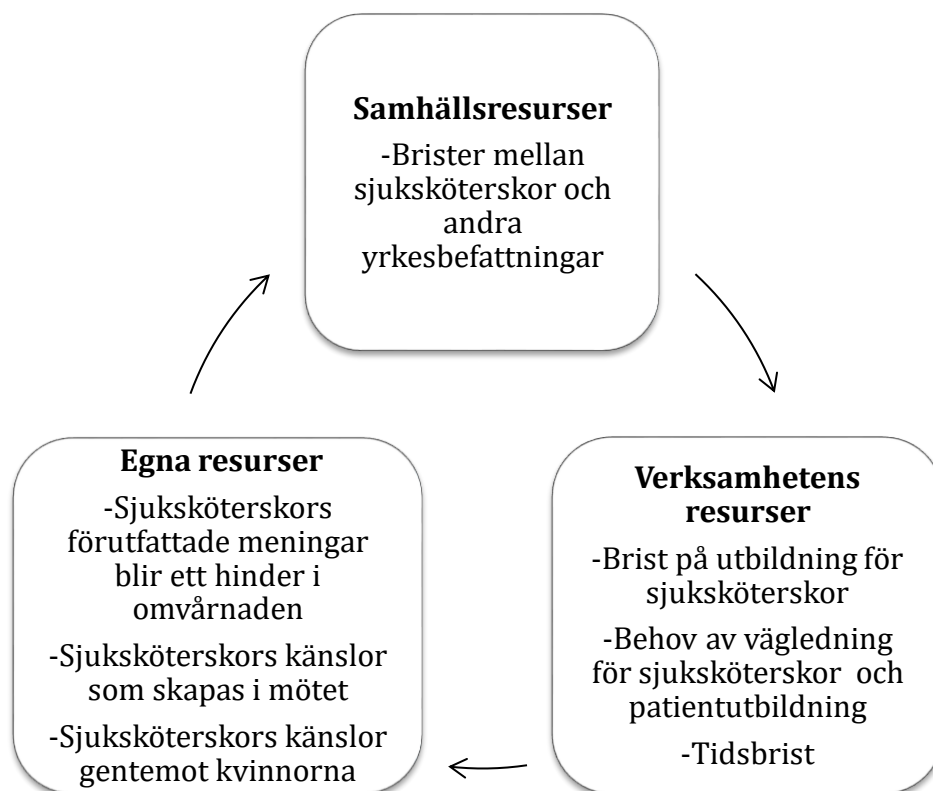 Samhällsresurser
-Brister mellan
sjuksköterskor och
andra
yrkesbefattningar
Egna resurser
-Sjuksköterskors
förutfattade meningar
blir ett hinder i
omvårnaden
-Sjuksköterskors känslor
som skapas i mötet
-Sjuksköterskors känslor
gentemot kvinnorna
Verksamhetens
resurser
-Brist på utbildning för
sjuksköterskor
-Behov av vägledning
för sjuksköterskor  och
patientutbildning
-Tidsbrist